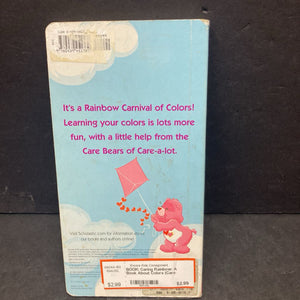 It's a Rainbow Carnival of Colors!
Learning your colors is lots more
fun, with a little help from the
Care Bears of Care-a-lot.
Visit Scholastic.com for information about
our books and authors online!
$2.99
BOOK: Caring Rainbow: A
Book About Colors (Care
$2.99